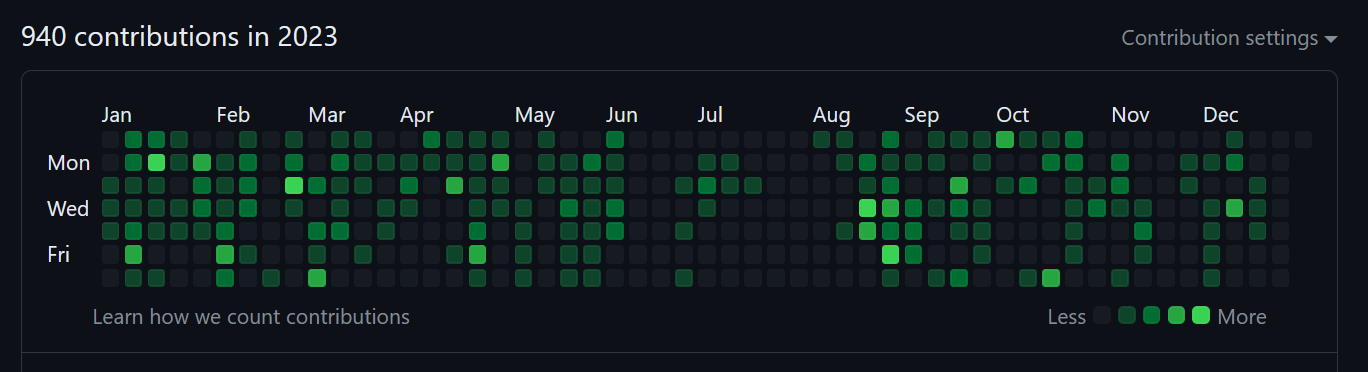 940 contributions in 2023
Contribution settings
Jan Feb Mar Apr May Jun Jul Aug Sep Oct Nov Dec
Mon
Wed
Fri
Learn how we count contributions
Less More